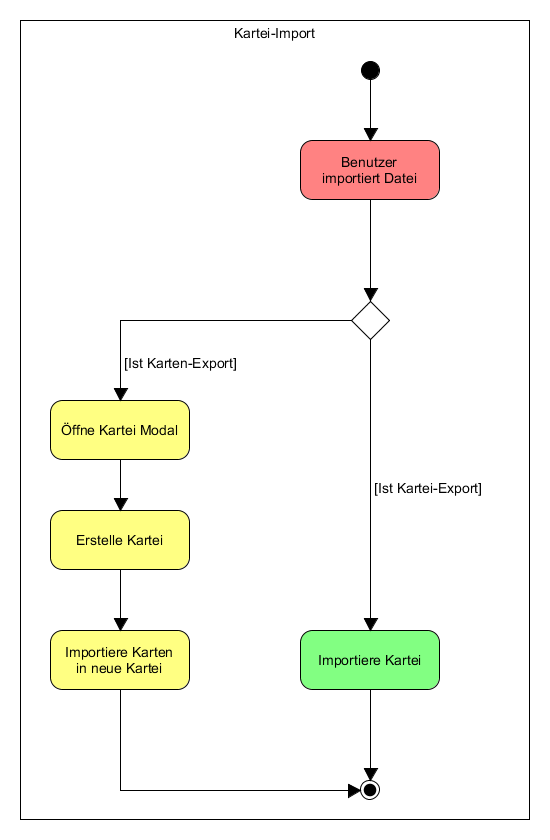 Kartei-Import
Benutzer
importiert Datei
[Ist Karten-Export]
Öffne Kartei Modal
[Ist Kartei-Export]
Erstelle Kartei
Importiere Karten
in neue Kartei
Importiere Kartei